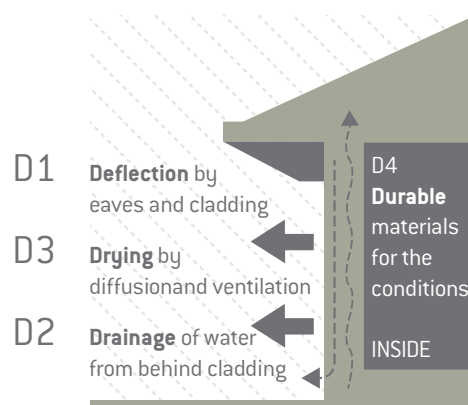 D1
Deflection by
eaves and cladding
D3
Drying by
diffusionand ventilation
D2
Drainage of water
from behind cladding
D4
Durable
materials
for the
conditions
INSIDE